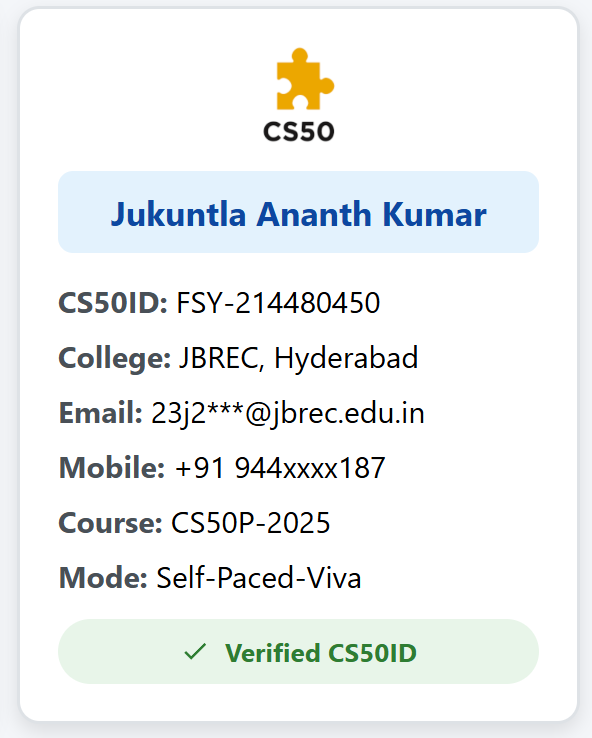 CS50
Jukuntla Ananth Kumar
CS50ID: FSY-214480450
College: JBREC, Hyderabad
Email: 23j2***@jbrec.edu.in
Mobile: +91 944xxxx187
Course: CS50P-2025
Mode: Self-Paced-Viva
✓ Verified CS50ID